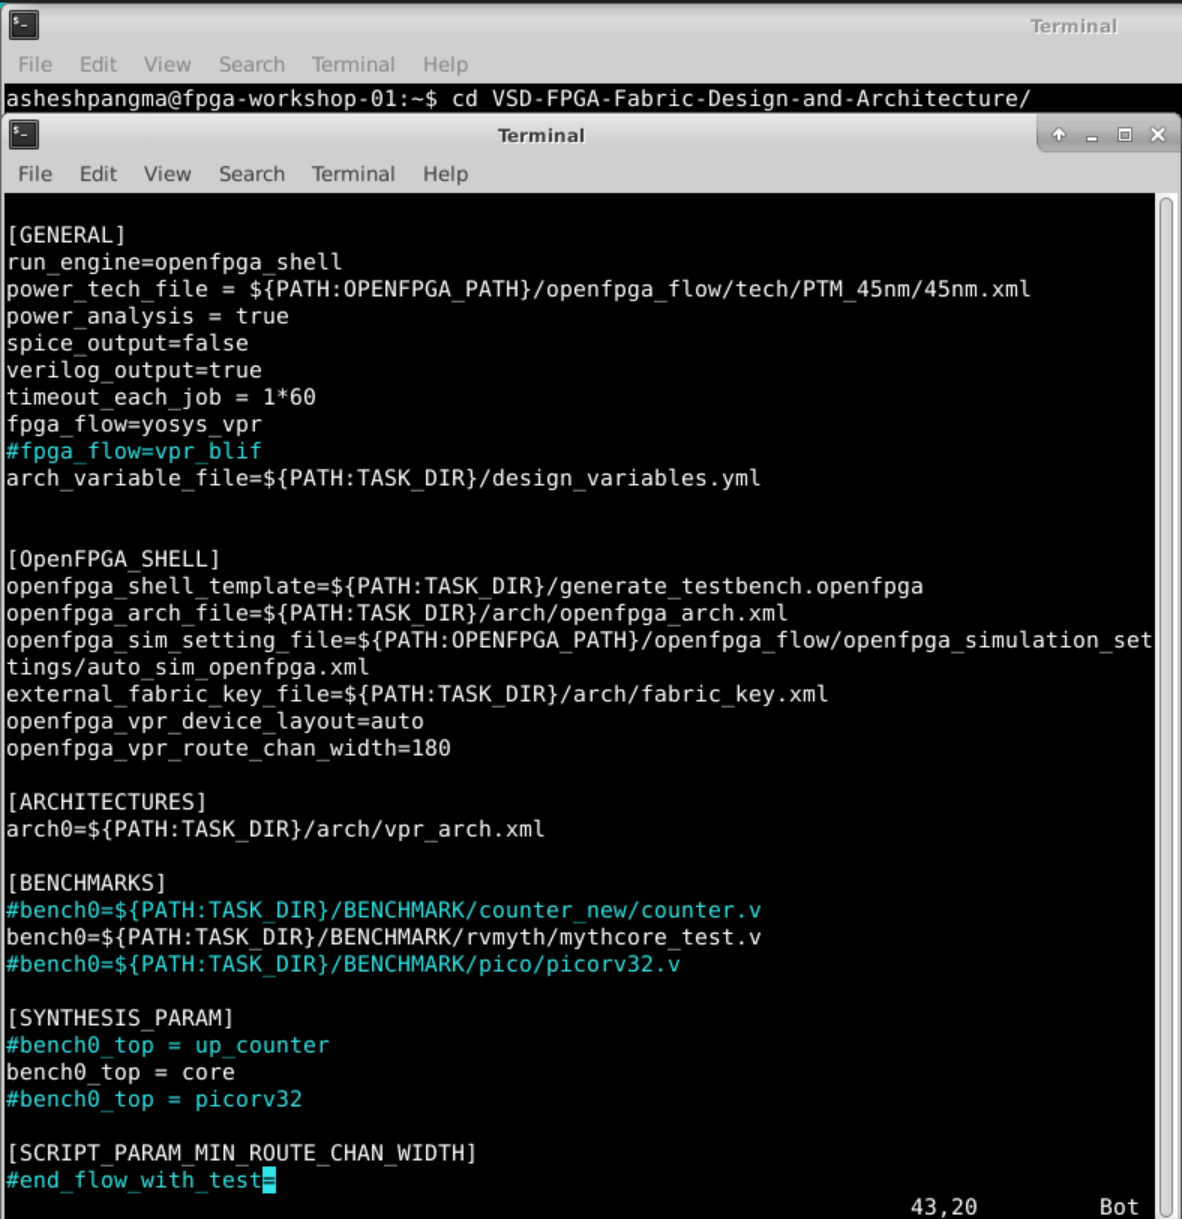 Terminal
File Edit View Search Terminal Help
asheshpangma@fpga-workshop-01:~$ cd VSD-FPGA-Fabric-Design-and-Architecture/
Terminal
File Edit View Search Terminal Help
[GENERAL]
run_engine=openfpga_shell
power_tech_file = ${PATH:OPENFPGA_PATH}/openfpga_flow/tech/PTM_45nm/45nm.xml
power_analysis = true
spice_output=false
verilog_output=true
timeout_each_job = 1*60
fpga_flow=yosys_vpr
#fpga_flow=vpr_blif
arch_variable_file=${PATH:TASK_DIR}/design_variables.yml
[OpenFPGA_SHELL]
openfpga_shell_template=${PATH:TASK_DIR}/generate_testbench.openfpga
openfpga_arch_file=${PATH:TASK_DIR}/arch/openfpga_arch.xml
openfpga_sim_setting_file=${PATH:OPENFPGA_PATH}/openfpga_flow/openfpga_simulation_set
tings/auto_sim_openfpga.xml
external_fabric_key_file=${PATH:TASK_DIR}/arch/fabric_key.xml
openfpga_vpr_device_layout=auto
openfpga_vpr_route_chan_width=180
[ARCHITECTURES]
arch0=${PATH:TASK_DIR}/arch/vpr_arch.xml
[BENCHMARKS]
#bench0=${PATH:TASK_DIR}/BENCHMARK/counter_new/counter.v
bench0=${PATH:TASK_DIR}/BENCHMARK/rvmyth/mythcore_test.v
#bench0=${PATH:TASK_DIR}/BENCHMARK/pico/picorv32.v
[SYNTHESIS_PARAM]
#bench0_top = up_counter
bench0_top = core
#bench0_top = picorv32
[SCRIPT_PARAM_MIN_ROUTE_CHAN_WIDTH]
#end_flow_with_test=
43,20 Bot